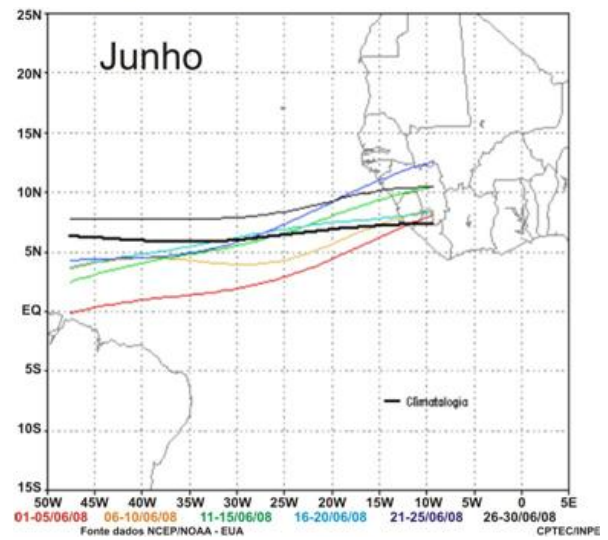 25N
Junho
20N
15N
10N
5N
EQ
5S
Climatologia
10S
15S
50W 45W 40W 35W 30W 25W 20W 15W 10W 5W 0 5E
01-05/06/08 06-10/06/08 11-15/06/08 16-20/06/08 21-25/06/08 26-30/06/08
Fonte dados NCEP/NOAA - EUA CPTEC/INPE